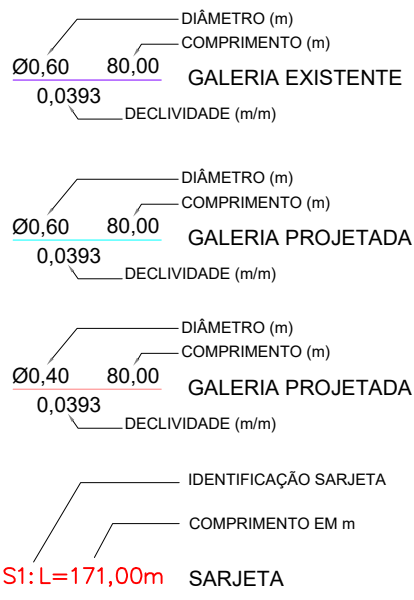 DIÂMETRO (m)
COMPRIMENTO (m)
Ø0,60 80,00 GALERIA EXISTENTE
0,0393
DECLIVIDADE (m/m)
DIÂMETRO (m)
COMPRIMENTO (m)
Ø0,60 80,00 GALERIA PROJETADA
0,0393
DECLIVIDADE (m/m)
DIÂMETRO (m)
COMPRIMENTO (m)
Ø0,40 80,00 GALERIA PROJETADA
0,0393
DECLIVIDADE (m/m)
IDENTIFICAÇÃO SARJETA
COMPRIMENTO EM m
S1: L=171,00m SARJETA